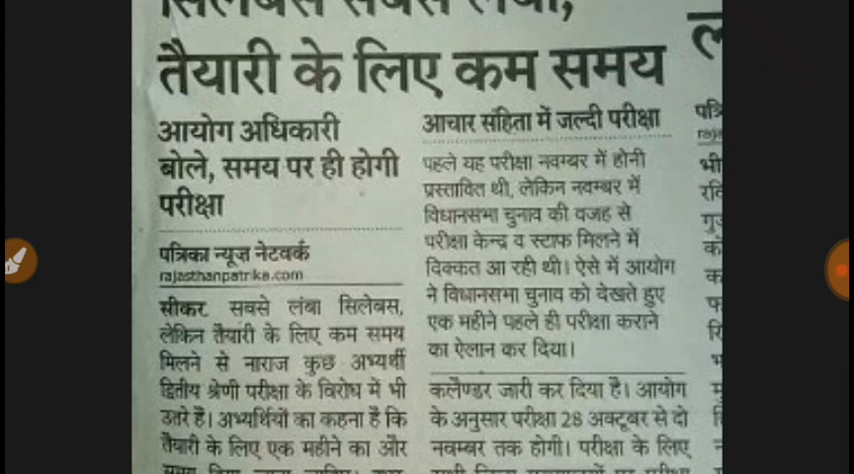 तैयारी के लिए कम समय
आयोग अधिकारी
बोले, समय पर ही होगी
परीक्षा
पत्रिका न्यूज़ नेटवर्क
rajasthanpatrika.com
सीकर. सबसे लंबा सिलेबस,
लेकिन तैयारी के लिए कम समय
मिलने से नाराज कुछ अभ्यर्थी
द्वितीय श्रेणी परीक्षा के विरोध में भी
उतरे है। अभ्यर्थियों का कहना है कि
तैयारी के लिए एक महीने का और
आचार संहिता में जल्दी परीक्षा
पहले यह परीक्षा नवम्बर में होनी
प्रस्तावित थी, लेकिन नवम्बर में
विधानसभा चुनाव की वजह से
परीक्षा केन्द्र व स्टाफ मिलने में
दिक्कत आ रही थी। ऐसे में आयोग
ने विधानसभा चुनाव को देखते हुए
एक महीने पहले ही परीक्षा कराने
का ऐलान कर दिया।
कलैण्डर जारी कर दिया है। आयोग
के अनुसार परीक्षा 28 अक्टूबर से दो
नवम्बर तक होगी। परीक्षा के लिए